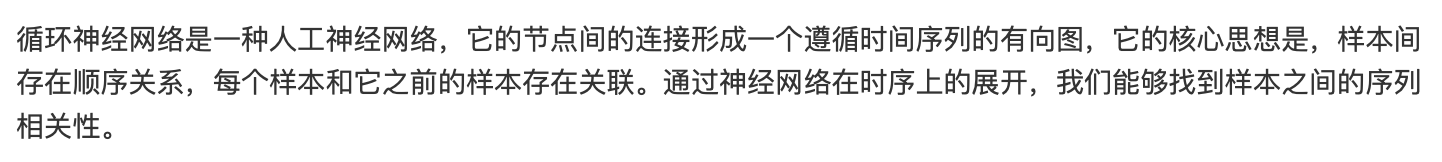 循环神经网络是一种人工神经网络，它的节点间的连接形成一个遵循时间序列的有向图，它的核心思想是，样本间
存在顺序关系，每个样本和它之前的样本存在关联。通过神经网络在时序上的展开，我们能够找到样本之间的序列
相关性。